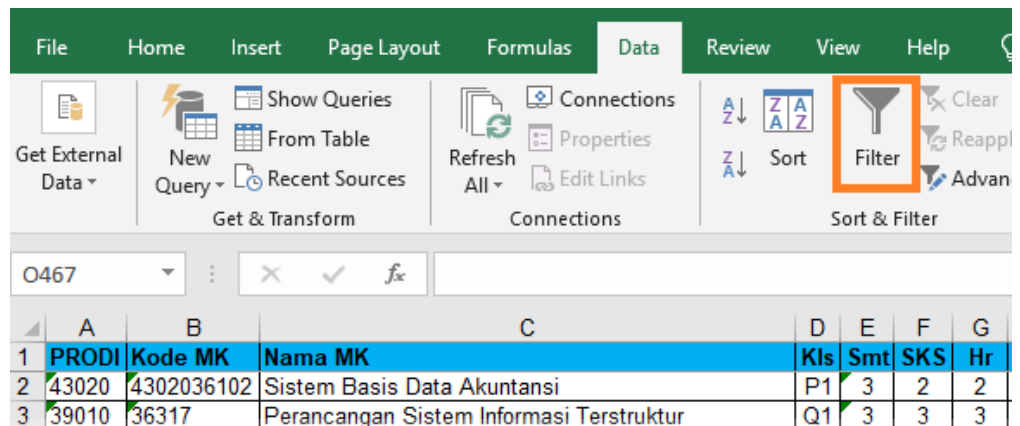 File Home Insert Page Layout Formulas Data Review View Help
Show Queries
From Table
Recent Sources
Get External
Data
New
Query
Get & Transform
Refresh
All
Connections
Properties
Edit Links
Connections
A
Z
Z
A
Z A
A Z
Sort
Filter
Clear
Reappl
Advan
Sort & Filter
O467 fx
A B C D E F G
1 PRODI Kode MK Nama MK Kls Smt SKS Hr
2 43020 4302036102 Sistem Basis Data Akuntansi P1 3 2 2
3 39010 36317 Perancangan Sistem Informasi Terstruktur Q1 3 3 3